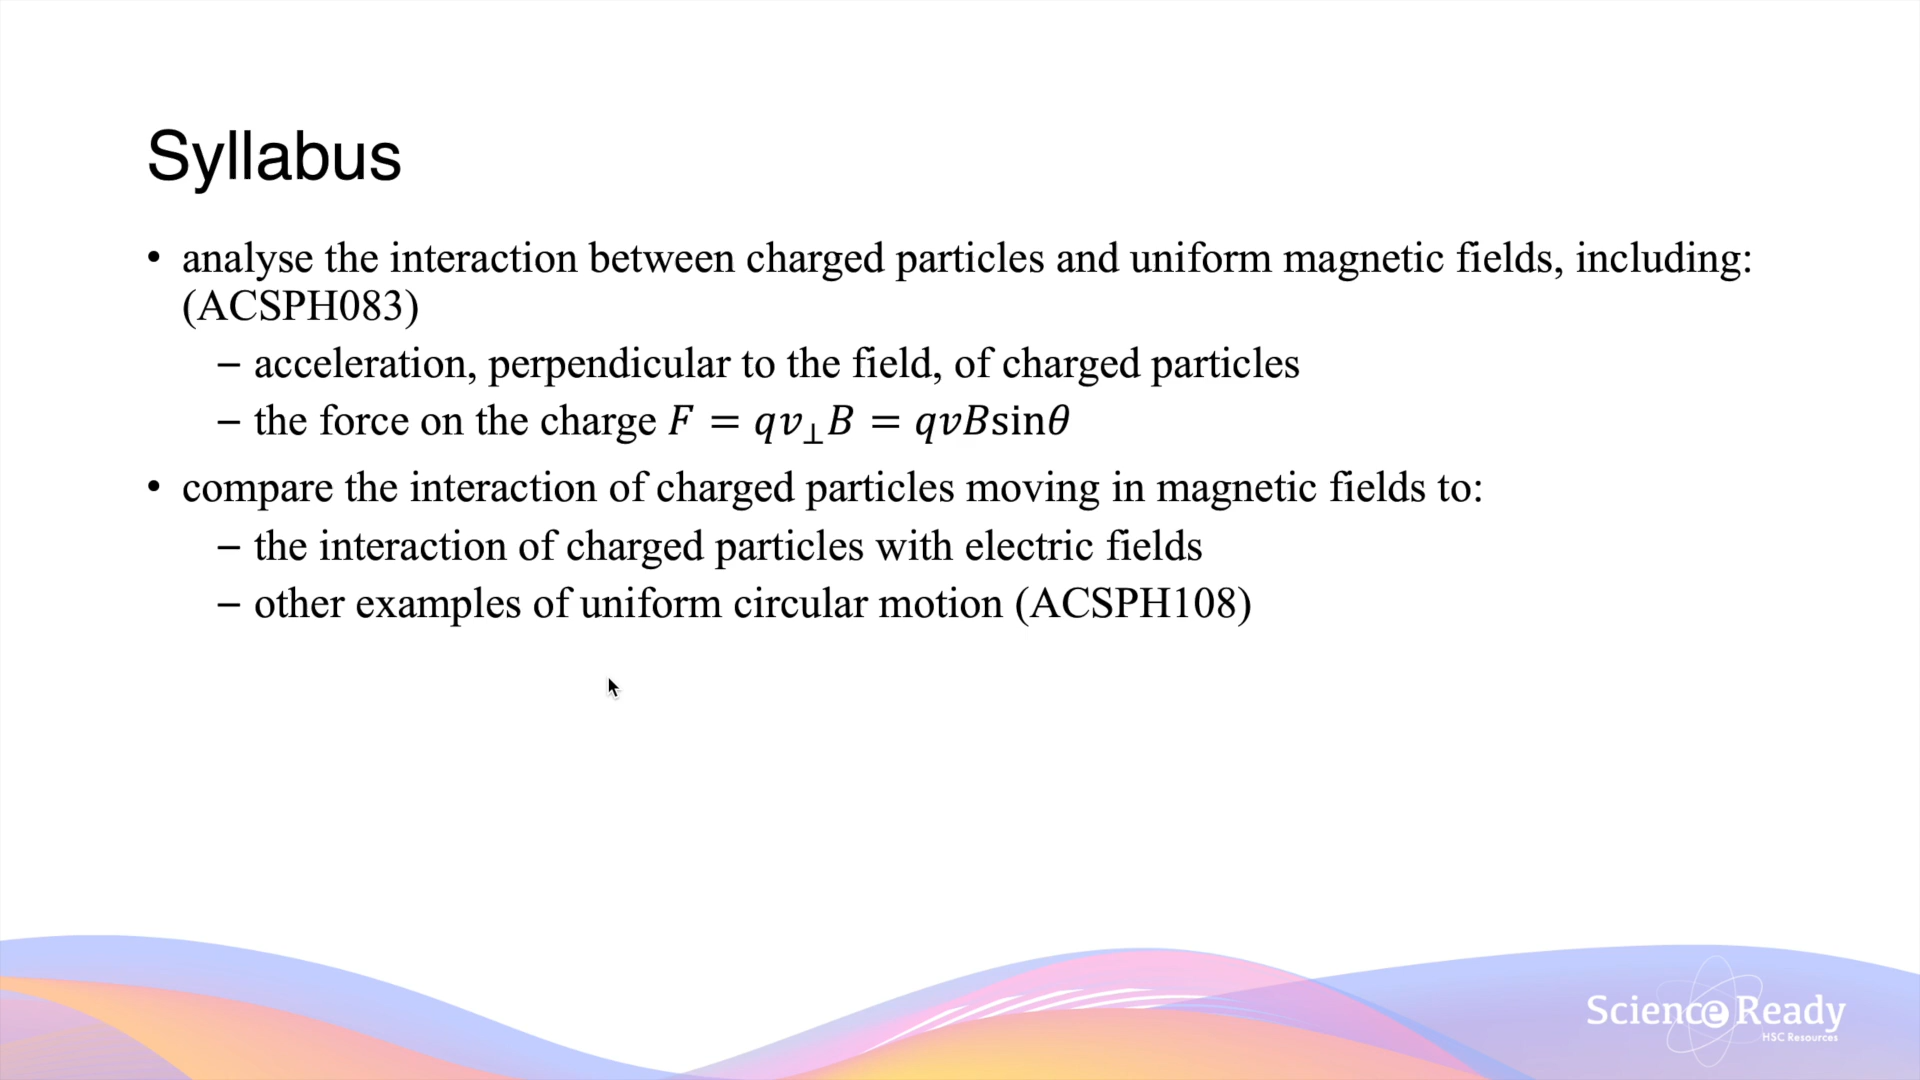 Syllabus
• analyse the interaction between charged particles and uniform magnetic fields, including:
(ACSPH083)
– acceleration, perpendicular to the field, of charged particles
– the force on the charge F = qv⊥B = qvBsinθ
• compare the interaction of charged particles moving in magnetic fields to:
– the interaction of charged particles with electric fields
– other examples of uniform circular motion (ACSPH108)
Science Ready
HSC Resources